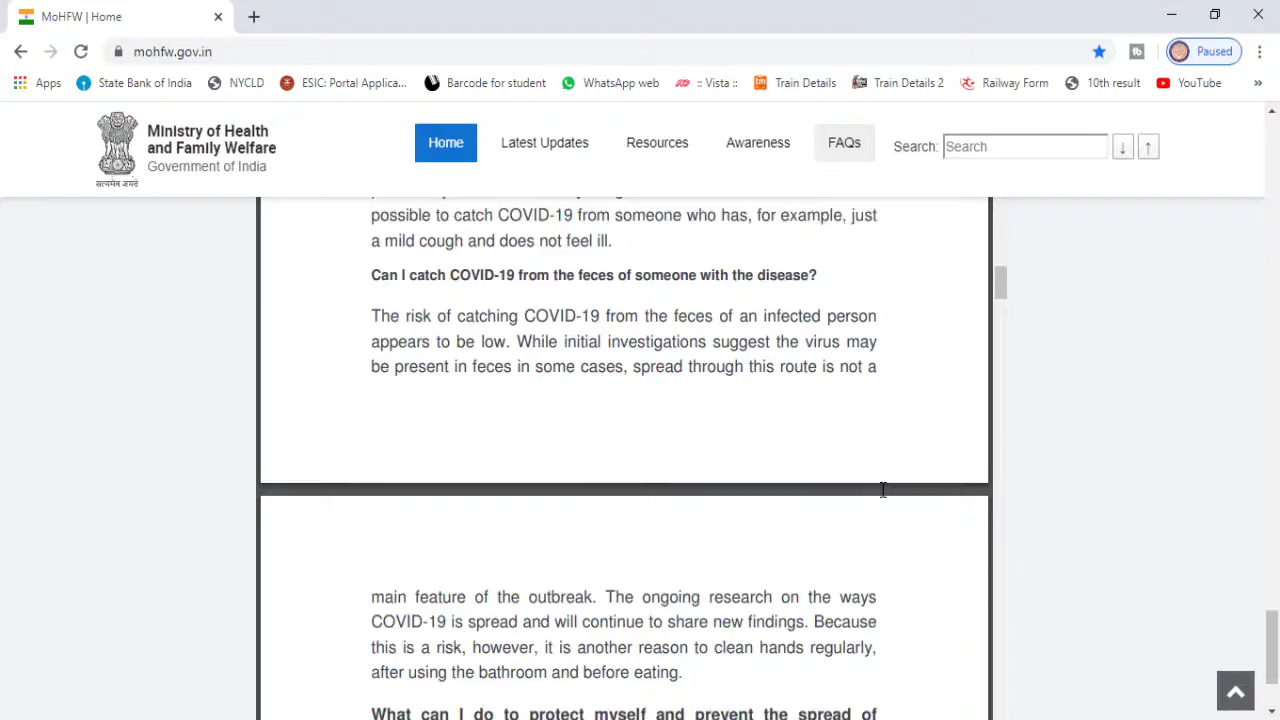 MoHFW | Home
mohfw.gov.in
Paused
Apps State Bank of India NYCLD ESIC: Portal Applica... Barcode for student WhatsApp web :: Vista :: Train Details Train Details 2 Railway Form 10th result YouTube »
Ministry of Health
and Family Welfare
Government of India
सत्यमेव जयते
Home Latest Updates Resources Awareness FAQs Search: Search ↓ ↑
possible to catch COVID-19 from someone who has, for example, just
a mild cough and does not feel ill.
Can I catch COVID-19 from the feces of someone with the disease?
The risk of catching COVID-19 from the feces of an infected person
appears to be low. While initial investigations suggest the virus may
be present in feces in some cases, spread through this route is not a
main feature of the outbreak. The ongoing research on the ways
COVID-19 is spread and will continue to share new findings. Because
this is a risk, however, it is another reason to clean hands regularly,
after using the bathroom and before eating.
What can I do to protect myself and prevent the spread of